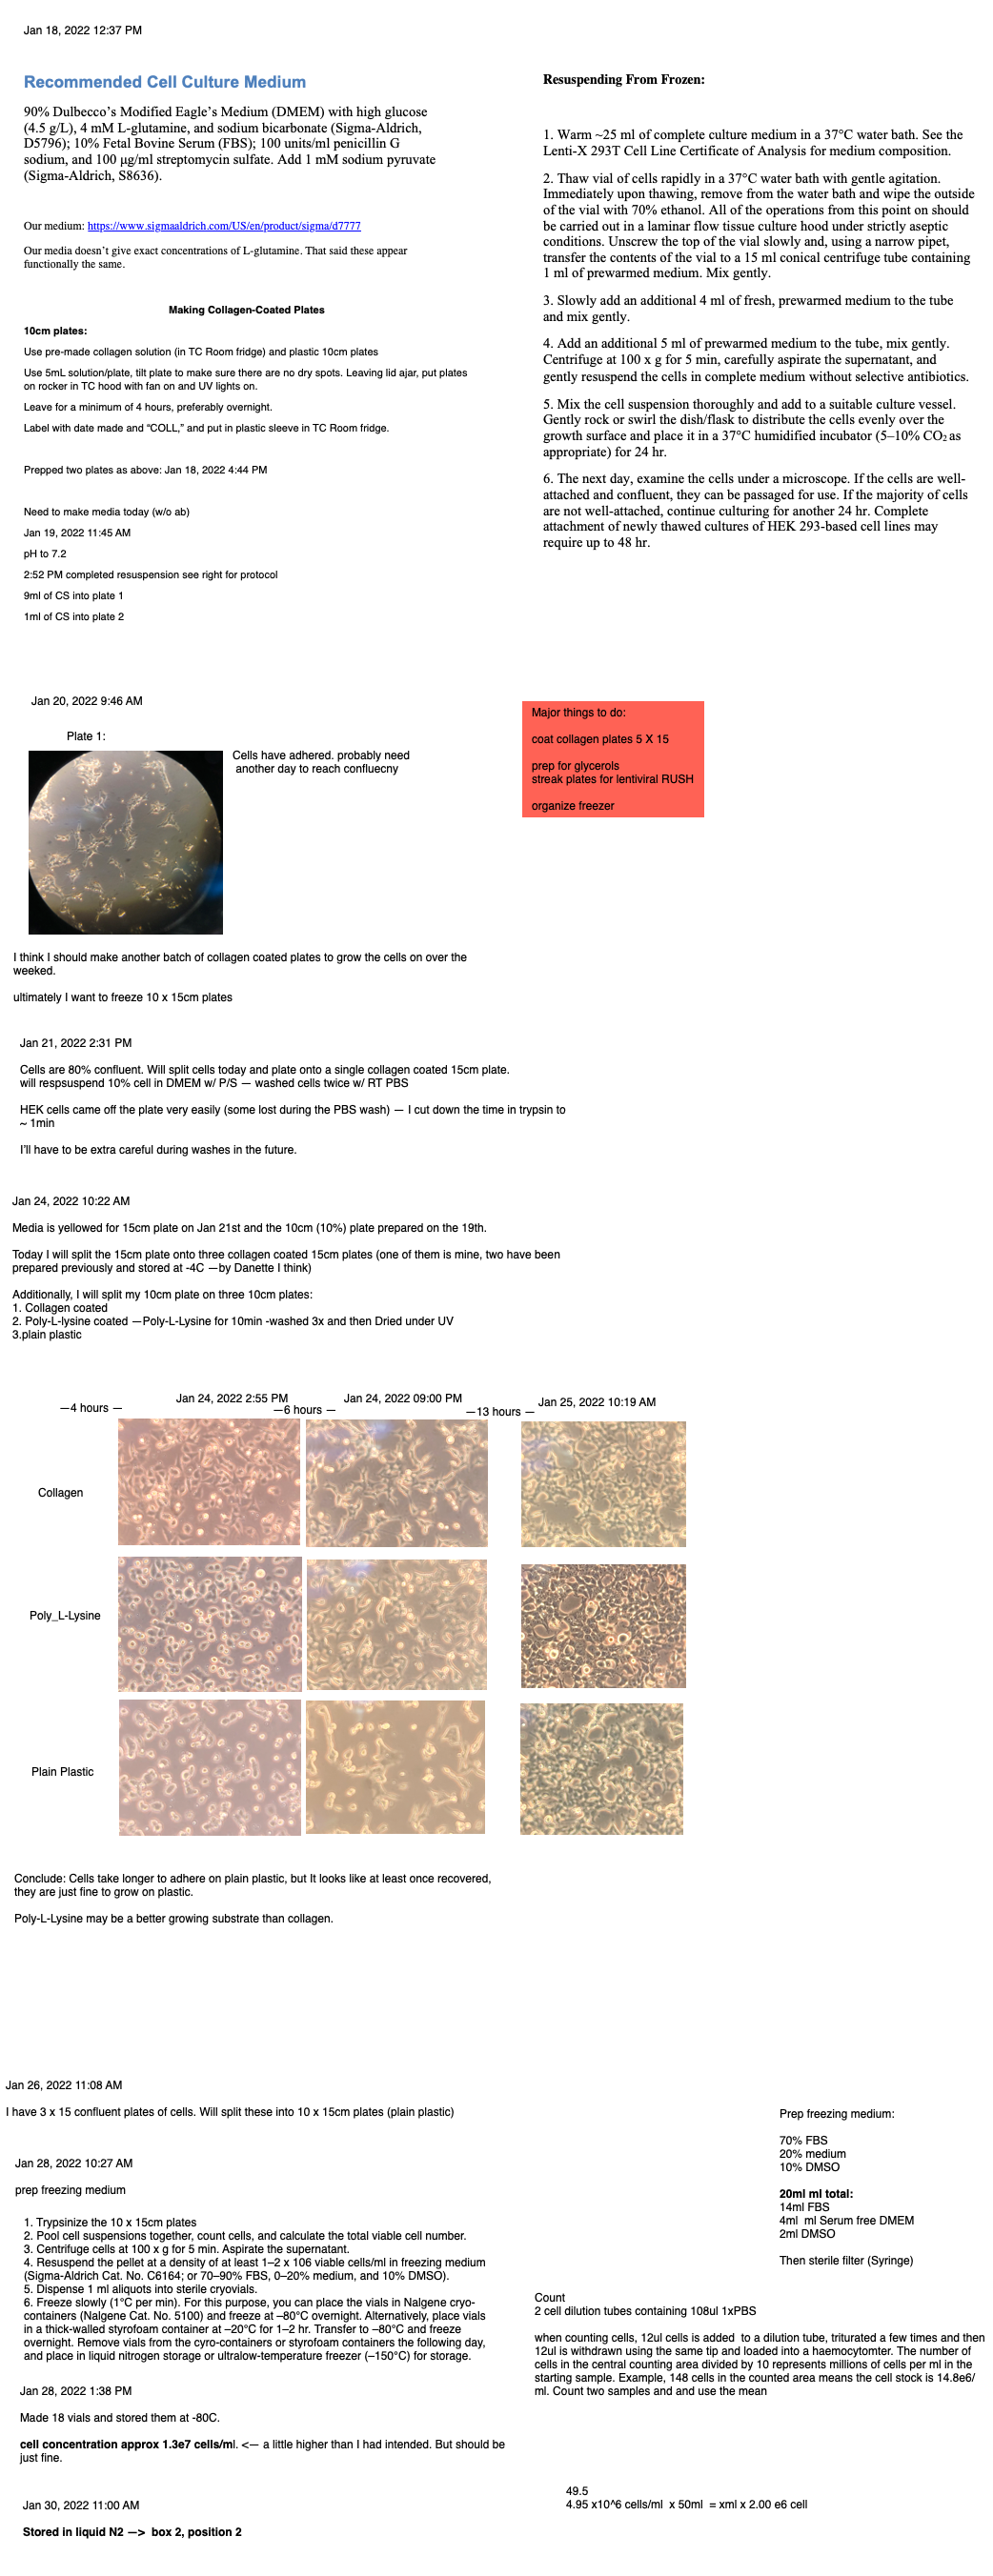 Jan 18, 2022 12:37 PM
Recommended Cell Culture Medium
90% Dulbecco's Modified Eagle's Medium (DMEM) with high glucose
(4.5 g/L), 4 mM L-glutamine, and sodium bicarbonate (Sigma-Aldrich,
D5796); 10% Fetal Bovine Serum (FBS); 100 units/ml penicillin G
sodium, and 100 μg/ml streptomycin sulfate. Add 1 mM sodium pyruvate
(Sigma-Aldrich, S8636).
Our medium: https://www.sigmaaldrich.com/US/en/product/sigma/d7777
Our media doesn't give exact concentrations of L-glutamine. That said these appear
functionally the same.
Making Collagen-Coated Plates
10cm plates:
Use pre-made collagen solution (in TC Room fridge) and plastic 10cm plates
Use 5mL solution/plate, tilt plate to make sure there are no dry spots. Leaving lid ajar, put plates
on rocker in TC hood with fan on and UV lights on.
Leave for a minimum of 4 hours, preferably overnight.
Label with date made and “COLL,” and put in plastic sleeve in TC Room fridge.
Prepped two plates as above: Jan 18, 2022 4:44 PM
Need to make media today (w/o ab)
Jan 19, 2022 11:45 AM
pH to 7.2
2:52 PM completed resuspension see right for protocol
9ml of CS into plate 1
1ml of CS into plate 2
Resuspending From Frozen:
1. Warm ~25 ml of complete culture medium in a 37°C water bath. See the
Lenti-X 293T Cell Line Certificate of Analysis for medium composition.
2. Thaw vial of cells rapidly in a 37°C water bath with gentle agitation.
Immediately upon thawing, remove from the water bath and wipe the outside
of the vial with 70% ethanol. All of the operations from this point on should
be carried out in a laminar flow tissue culture hood under strictly aseptic
conditions. Unscrew the top of the vial slowly and, using a narrow pipet,
transfer the contents of the vial to a 15 ml conical centrifuge tube containing
1 ml of prewarmed medium. Mix gently.
3. Slowly add an additional 4 ml of fresh, prewarmed medium to the tube
and mix gently.
4. Add an additional 5 ml of prewarmed medium to the tube, mix gently.
Centrifuge at 100 x g for 5 min, carefully aspirate the supernatant, and
gently resuspend the cells in complete medium without selective antibiotics.
5. Mix the cell suspension thoroughly and add to a suitable culture vessel.
Gently rock or swirl the dish/flask to distribute the cells evenly over the
growth surface and place it in a 37°C humidified incubator (5–10% CO2 as
appropriate) for 24 hr.
6. The next day, examine the cells under a microscope. If the cells are well-
attached and confluent, they can be passaged for use. If the majority of cells
are not well-attached, continue culturing for another 24 hr. Complete
attachment of newly thawed cultures of HEK 293-based cell lines may
require up to 48 hr.
Jan 20, 2022 9:46 AM
Plate 1:
Cells have adhered. probably need
another day to reach confluecny
Major things to do:
coat collagen plates 5 X 15
prep for glycerols
streak plates for lentiviral RUSH
organize freezer
I think I should make another batch of collagen coated plates to grow the cells on over the
weeked.
ultimately I want to freeze 10 x 15cm plates
Jan 21, 2022 2:31 PM
Cells are 80% confluent. Will split cells today and plate onto a single collagen coated 15cm plate.
will respsuspend 10% cell in DMEM w/ P/S — washed cells twice w/ RT PBS
HEK cells came off the plate very easily (some lost during the PBS wash) — I cut down the time in trypsin to
~ 1min
I'll have to be extra careful during washes in the future.
Jan 24, 2022 10:22 AM
Media is yellowed for 15cm plate on Jan 21st and the 10cm (10%) plate prepared on the 19th.
Today I will split the 15cm plate onto three collagen coated 15cm plates (one of them is mine, two have been
prepared previously and stored at -4C —by Danette I think)
Additionally, I will split my 10cm plate on three 10cm plates:
1. Collagen coated
2. Poly-L-lysine coated —Poly-L-Lysine for 10min -washed 3x and then Dried under UV
3.plain plastic
—4 hours —
Jan 24, 2022 2:55 PM
—6 hours —
Jan 24, 2022 09:00 PM
—13 hours —
Jan 25, 2022 10:19 AM
Collagen
Poly_L-Lysine
Plain Plastic
Conclude: Cells take longer to adhere on plain plastic, but It looks like at least once recovered,
they are just fine to grow on plastic.
Poly-L-Lysine may be a better growing substrate than collagen.
Jan 26, 2022 11:08 AM
I have 3 x 15 confluent plates of cells. Will split these into 10 x 15cm plates (plain plastic)
Jan 28, 2022 10:27 AM
prep freezing medium
1. Trypsinize the 10 x 15cm plates
2. Pool cell suspensions together, count cells, and calculate the total viable cell number.
3. Centrifuge cells at 100 x g for 5 min. Aspirate the supernatant.
4. Resuspend the pellet at a density of at least 1–2 x 106 viable cells/ml in freezing medium
(Sigma-Aldrich Cat. No. C6164; or 70–90% FBS, 0–20% medium, and 10% DMSO).
5. Dispense 1 ml aliquots into sterile cryovials.
6. Freeze slowly (1°C per min). For this purpose, you can place the vials in Nalgene cryo-
containers (Nalgene Cat. No. 5100) and freeze at –80°C overnight. Alternatively, place vials
in a thick-walled styrofoam container at –20°C for 1–2 hr. Transfer to –80°C and freeze
overnight. Remove vials from the cyro-containers or styrofoam containers the following day,
and place in liquid nitrogen storage or ultralow-temperature freezer (–150°C) for storage.
Prep freezing medium:
70% FBS
20% medium
10% DMSO
20ml ml total:
14ml FBS
4ml ml Serum free DMEM
2ml DMSO
Then sterile filter (Syringe)
Count
2 cell dilution tubes containing 108ul 1xPBS
when counting cells, 12ul cells is added to a dilution tube, triturated a few times and then
12ul is withdrawn using the same tip and loaded into a haemocytomter. The number of
cells in the central counting area divided by 10 represents millions of cells per ml in the
starting sample. Example, 148 cells in the counted area means the cell stock is 14.8e6/
ml. Count two samples and and use the mean
Jan 28, 2022 1:38 PM
Made 18 vials and stored them at -80C.
cell concentration approx 1.3e7 cells/ml. <— a little higher than I had intended. But should be
just fine.
49.5
4.95 x10^6 cells/ml x 50ml = xml x 2.00 e6 cell
Jan 30, 2022 11:00 AM
Stored in liquid N2 —> box 2, position 2